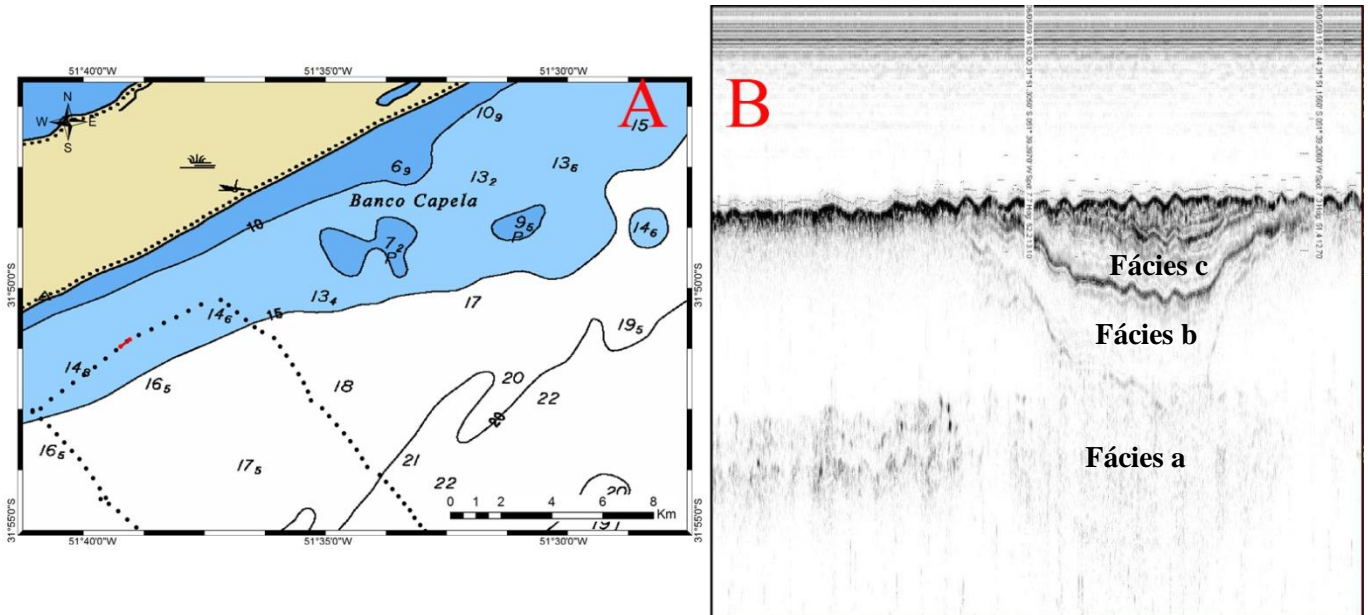 51°40'0"W 51°35'0"W 51°30'0"W
A
N
W E
S
10₉
15
6₉
13₂
13₅
Banco Capela
10
7₂
P
9₅
P
14₆
31°50'0"S
31°50'0"S
13₄
17
14₆
15
19₅
14₈
16₅
18
20
22
20
16₅
17₅
21
22
20
0 1 2 4 6 8
Km
191
31°55'0"S
31°55'0"S
51°40'0"W 51°35'0"W 51°30'0"W
B
Fácies c
Fácies b
Fácies a